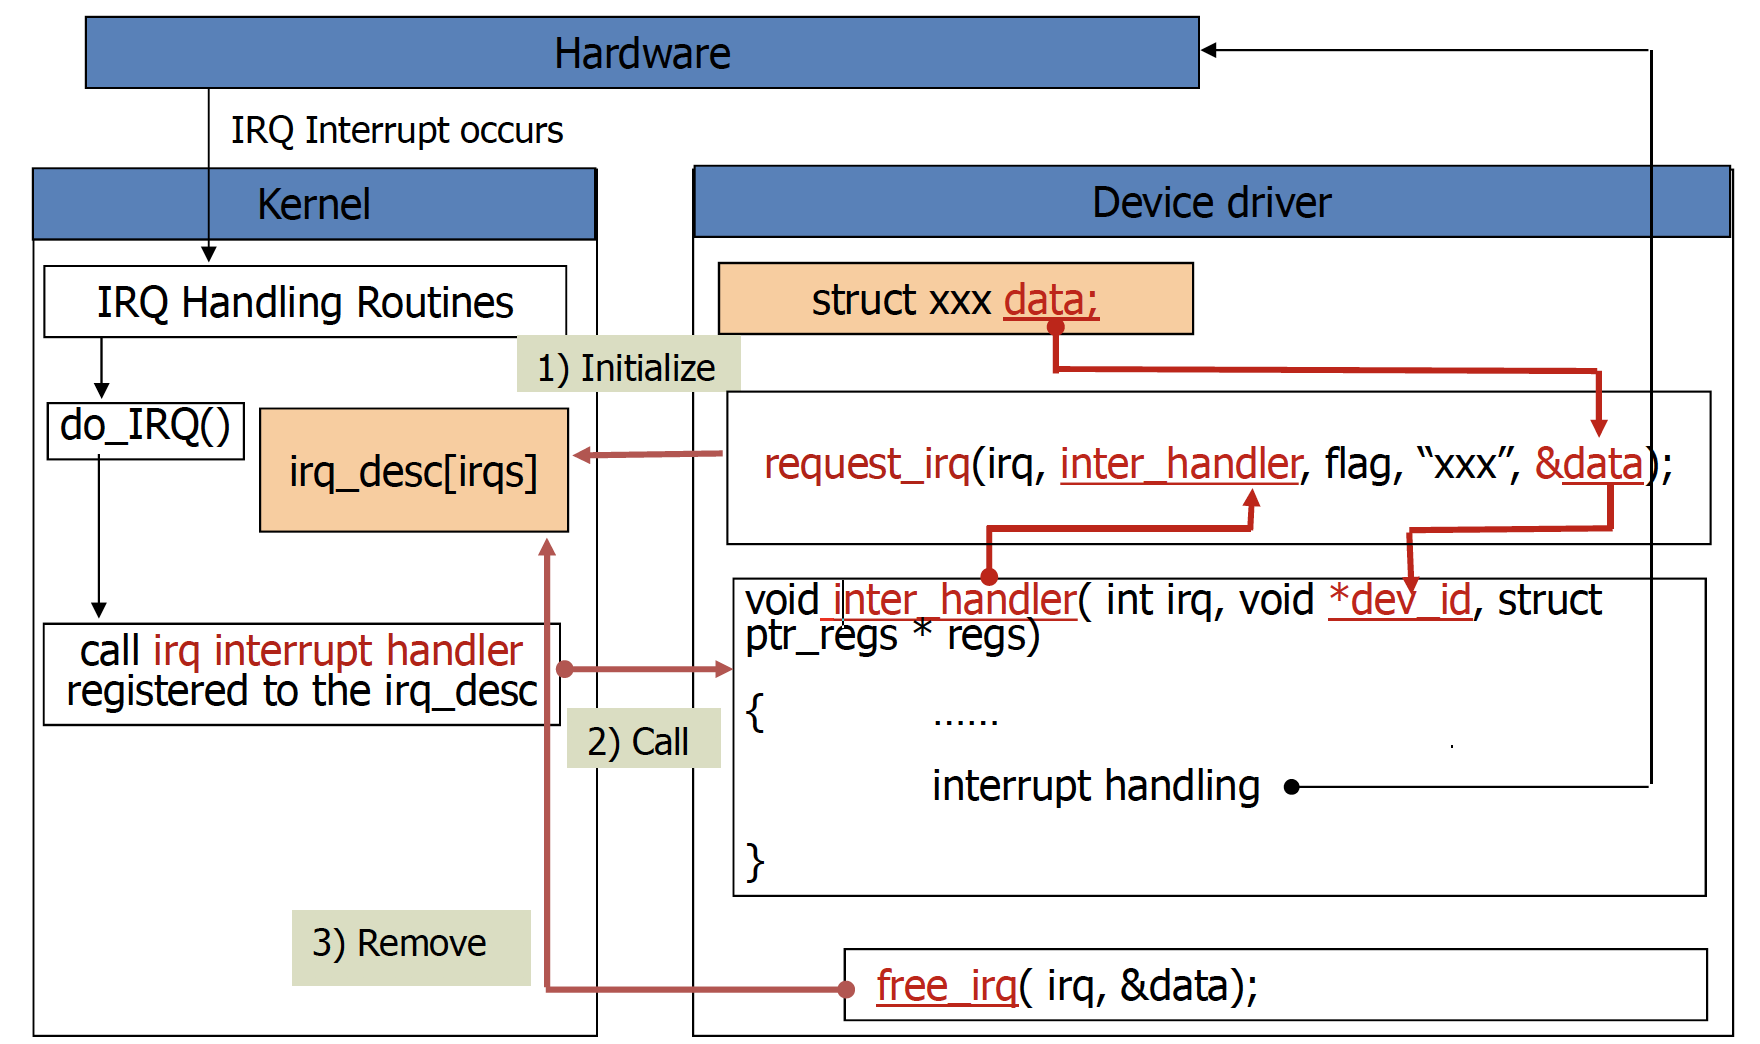 Hardware
IRQ Interrupt occurs
Kernel
Device driver
IRQ Handling Routines
struct xxx data;
1) Initialize
do_IRQ()
irq_desc[irqs]
request_irq(irq, inter_handler, flag, “xxx”, &data);
void inter_handler( int irq, void *dev_id, struct
ptr_regs * regs)
call irq interrupt handler
registered to the irq_desc
{ ......
2) Call
interrupt handling
}
3) Remove
free_irq( irq, &data);